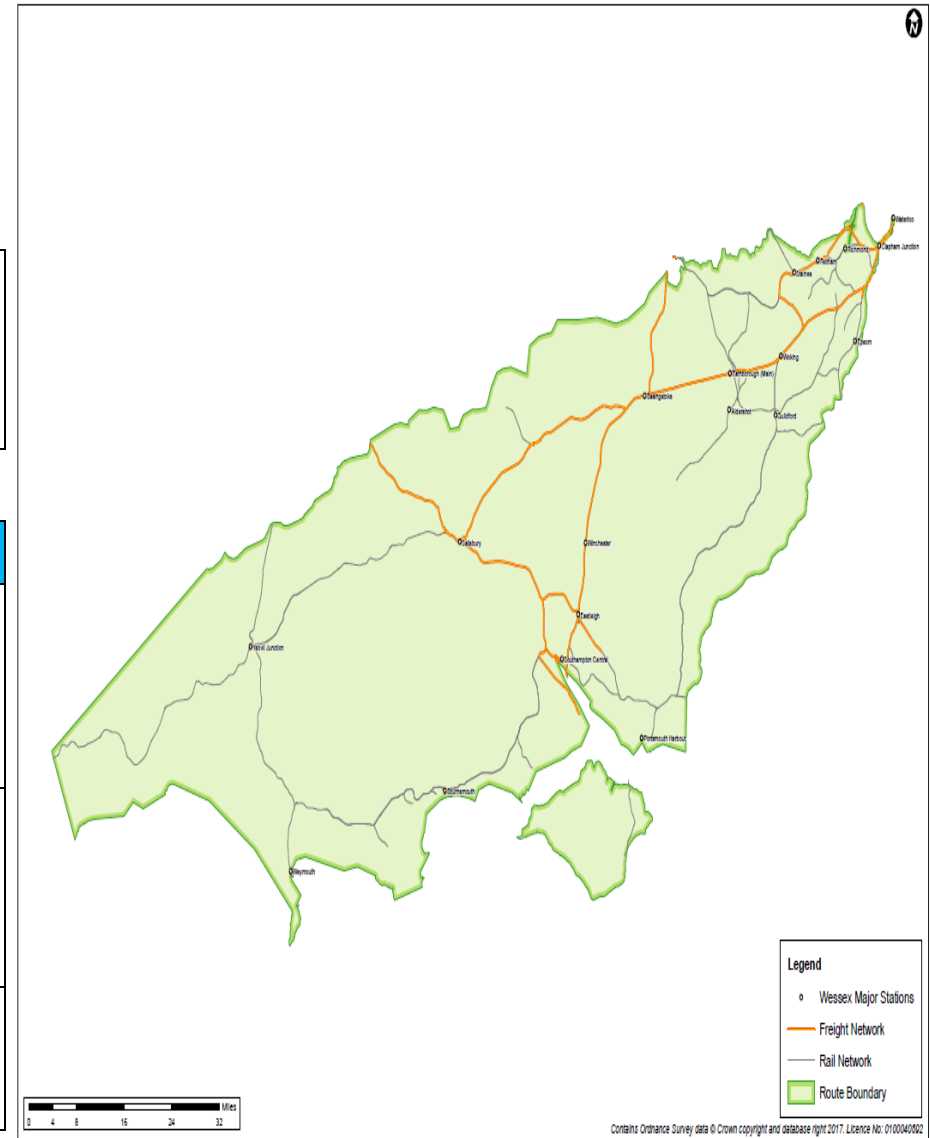 N
Waterloo
Clapham Junction
Richmond
Feltham
Staines
Epsom
Woking
Farnborough (Main)
Basingstoke
Aldershot
Guildford
Salisbury
Winchester
Eastleigh
Yeovil Junction
Southampton Central
Portsmouth Harbour
Bournemouth
Weymouth
Legend
Wessex Major Stations
Freight Network
Rail Network
Route Boundary
Miles
0 4 8 16 24 32
Contains Ordnance Survey data © Crown copyright and database right 2017. Licence No: 0100040692